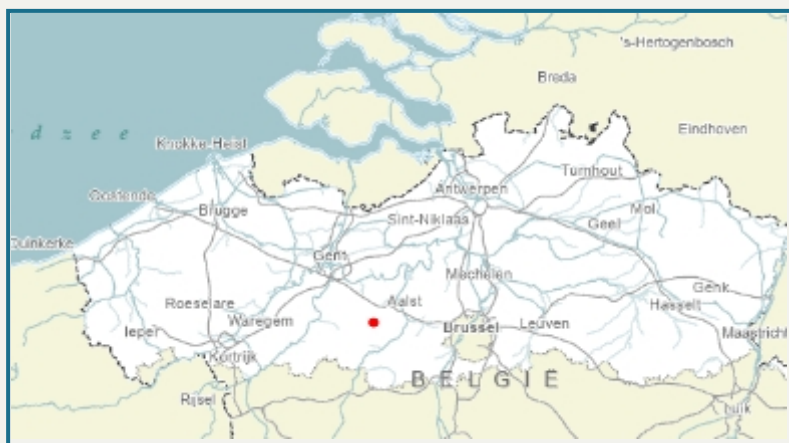 's-Hertogenbosch
Breda
dzee
Eindhoven
Knokke-Heist
Turnhout
Antwerpen
Oostende
Brugge
Sint-Niklaas
Mol
Geel
Duinkerke
Gent
Mechelen
Genk
Roeselare
Aalst
Hasselt
Ieper
Waregem
Brussel
Leuven
Maastricht
Kortrijk
BELGIË
Rijsel
Luik